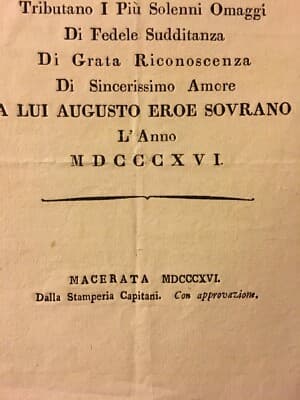 Tributano I Più Solenni Omaggi
Di Fedele Sudditanza
Di Grata Riconoscenza
Di Sincerissimo Amore
A LUI AUGUSTO EROE SOVRANO
L'Anno
MDCCCXVI.
MACERATA MDCCCXVI.
Dalla Stamperia Capitani. Con approvazione.